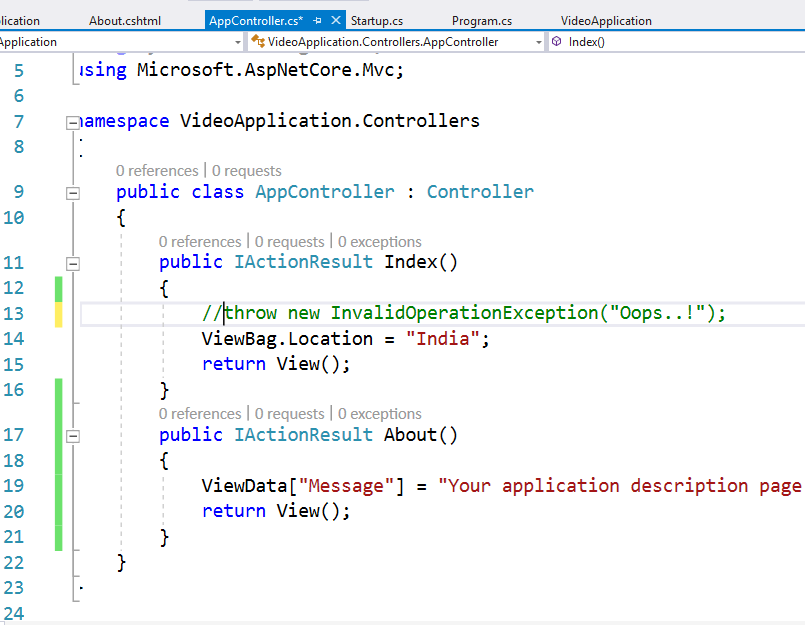 lication About.cshtml AppController.cs* Startup.cs Program.cs VideoApplication
Application VideoApplication.Controllers.AppController Index()
5 using Microsoft.AspNetCore.Mvc;
6
7 namespace VideoApplication.Controllers
8
0 references | 0 requests
9 public class AppController : Controller
10 {
0 references | 0 requests | 0 exceptions
11 public IActionResult Index()
12 {
13 //throw new InvalidOperationException("Oops..!");
14 ViewBag.Location = "India";
15 return View();
16 }
0 references | 0 requests | 0 exceptions
17 public IActionResult About()
18 {
19 ViewData["Message"] = "Your application description page
20 return View();
21 }
22 }
23
24